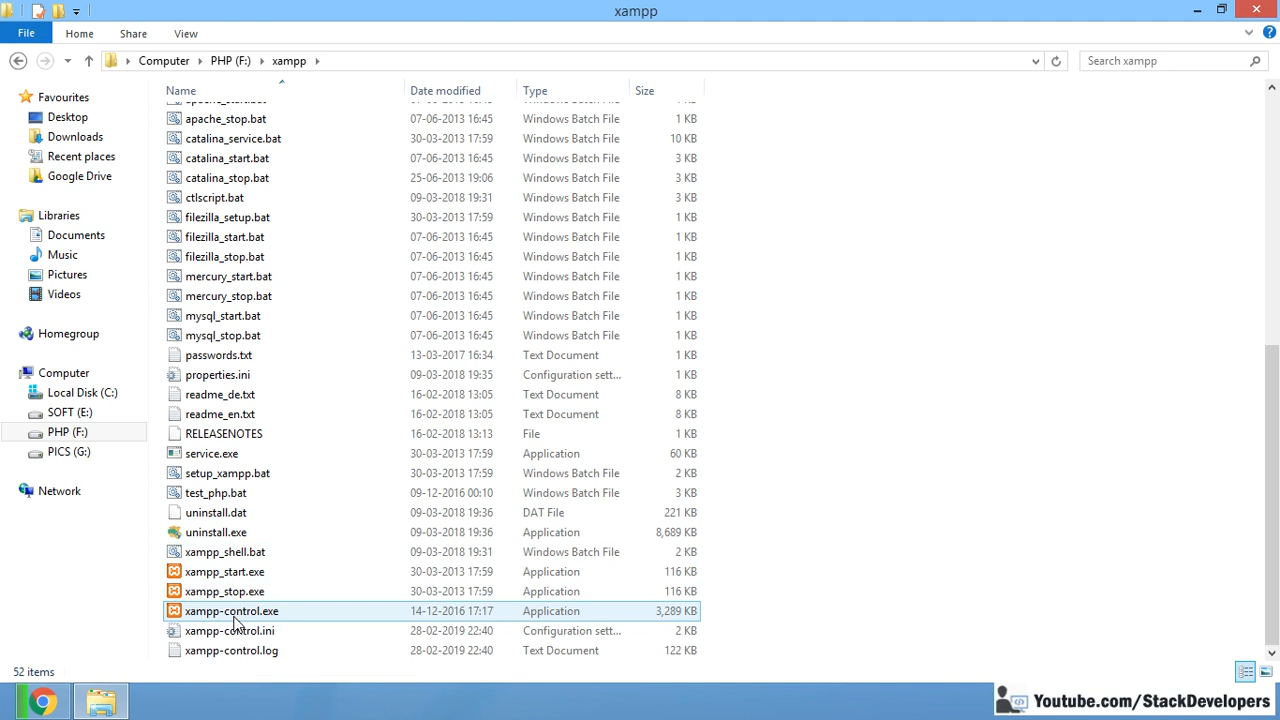 xampp
File Home Share View
Computer PHP (F:) xampp Search xampp
Name Date modified Type Size
Favourites
Desktop
Downloads
Recent places
Google Drive
Libraries
Documents
Music
Pictures
Videos
Homegroup
Computer
Local Disk (C:)
SOFT (E:)
PHP (F:)
PICS (G:)
Network
apache_stop.bat 07-06-2013 16:45 Windows Batch File 1 KB
catalina_service.bat 30-03-2013 17:59 Windows Batch File 10 KB
catalina_start.bat 07-06-2013 16:45 Windows Batch File 3 KB
catalina_stop.bat 25-06-2013 19:06 Windows Batch File 3 KB
ctlscript.bat 09-03-2018 19:31 Windows Batch File 3 KB
filezilla_setup.bat 30-03-2013 17:59 Windows Batch File 1 KB
filezilla_start.bat 07-06-2013 16:45 Windows Batch File 1 KB
filezilla_stop.bat 07-06-2013 16:45 Windows Batch File 1 KB
mercury_start.bat 07-06-2013 16:45 Windows Batch File 1 KB
mercury_stop.bat 07-06-2013 16:45 Windows Batch File 1 KB
mysql_start.bat 07-06-2013 16:45 Windows Batch File 1 KB
mysql_stop.bat 07-06-2013 16:45 Windows Batch File 1 KB
passwords.txt 13-03-2017 16:34 Text Document 1 KB
properties.ini 09-03-2018 19:35 Configuration sett... 1 KB
readme_de.txt 16-02-2018 13:05 Text Document 8 KB
readme_en.txt 16-02-2018 13:05 Text Document 8 KB
RELEASENOTES 16-02-2018 13:13 File 1 KB
service.exe 30-03-2013 17:59 Application 60 KB
setup_xampp.bat 30-03-2013 17:59 Windows Batch File 2 KB
test_php.bat 09-12-2016 00:10 Windows Batch File 3 KB
uninstall.dat 09-03-2018 19:36 DAT File 221 KB
uninstall.exe 09-03-2018 19:36 Application 8,689 KB
xampp_shell.bat 09-03-2018 19:31 Windows Batch File 2 KB
xampp_start.exe 30-03-2013 17:59 Application 116 KB
xampp_stop.exe 30-03-2013 17:59 Application 116 KB
xampp-control.exe 14-12-2016 17:17 Application 3,289 KB
xampp-control.ini 28-02-2019 22:40 Configuration sett... 2 KB
xampp-control.log 28-02-2019 22:40 Text Document 122 KB
52 items
Youtube.com/StackDevelopers